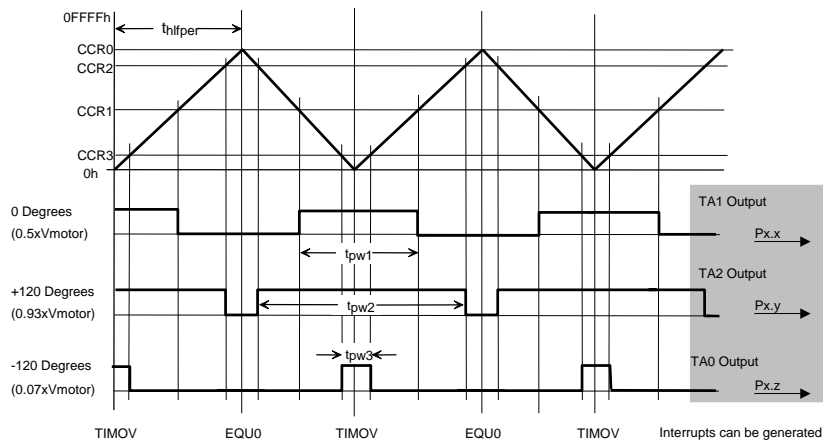 0FFFFh
thlfper
CCR0
CCR2
CCR1
CCR3
0h
TA1 Output
0 Degrees
(0.5xVmotor)
Px.x
tpw1
TA2 Output
+120 Degrees
(0.93xVmotor)
tpw2
Px.y
tpw3
-120 Degrees
TA0 Output
(0.07xVmotor)
Px.z
TIMOV EQU0 TIMOV EQU0 TIMOV Interrupts can be generated